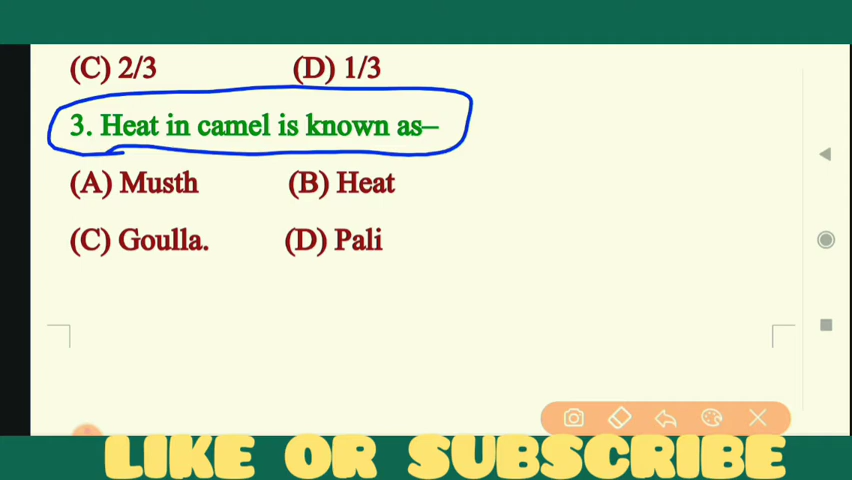 (C) 2/3 (D) 1/3
3. Heat in camel is known as–
(A) Musth (B) Heat
(C) Goulla. (D) Pali
LIKE OR SUBSCRIBE